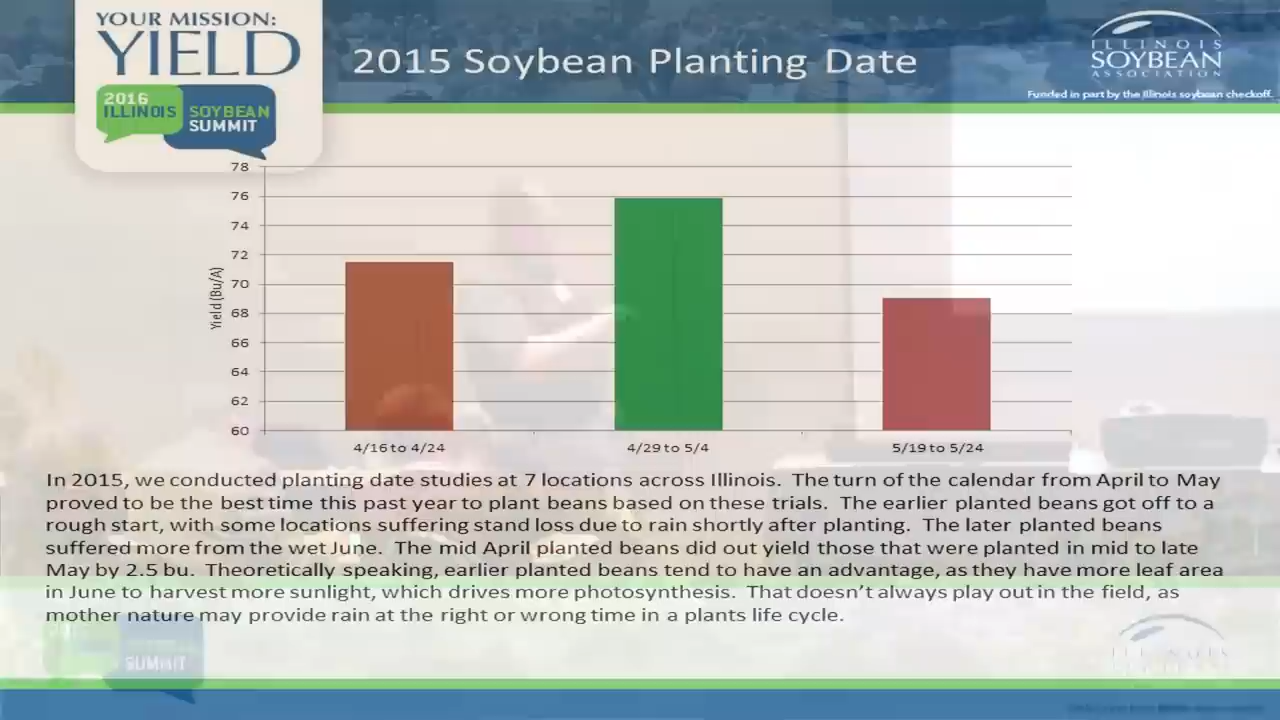 YOUR MISSION:
YIELD
2016
ILLINOIS SOYBEAN
SUMMIT
2015 Soybean Planting Date
ILLINOIS
SOYBEAN
ASSOCIATION
Funded in part by the Illinois soybean checkoff.
78
76
74
72
70
68
66
64
62
60
Yield (Bu/A)
4/16 to 4/24
4/29 to 5/4
5/19 to 5/24
In 2015, we conducted planting date studies at 7 locations across Illinois. The turn of the calendar from April to May
proved to be the best time this past year to plant beans based on these trials. The earlier planted beans got off to a
rough start, with some locations suffering stand loss due to rain shortly after planting. The later planted beans
suffered more from the wet June. The mid April planted beans did out yield those that were planted in mid to late
May by 2.5 bu. Theoretically speaking, earlier planted beans tend to have an advantage, as they have more leaf area
in June to harvest more sunlight, which drives more photosynthesis. That doesn't always play out in the field, as
mother nature may provide rain at the right or wrong time in a plants life cycle.
SUMMIT